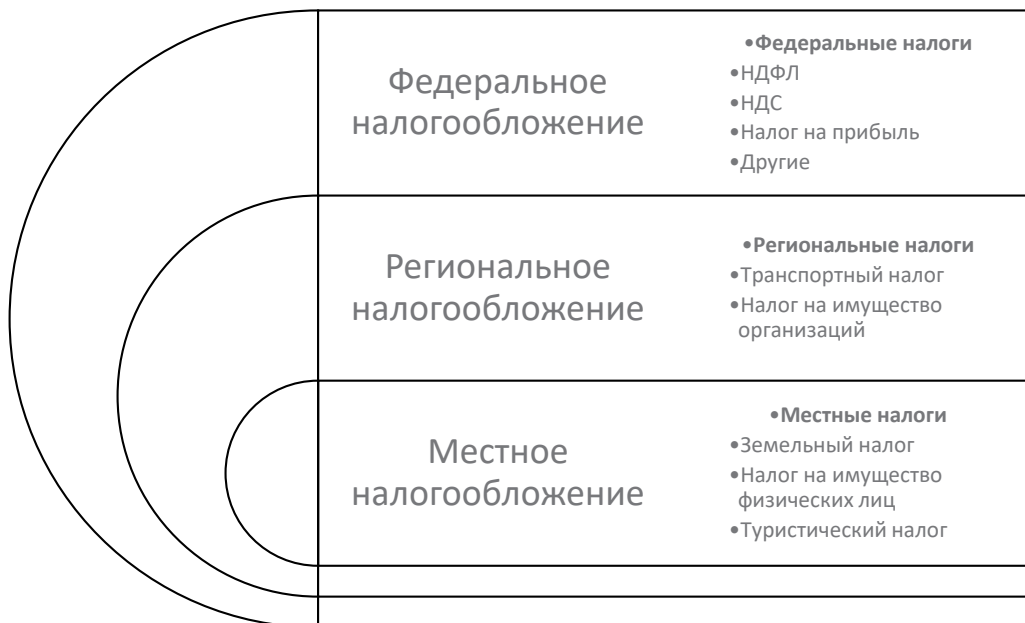 Федеральное
налогообложение
•Федеральные налоги
•НДФЛ
•НДС
•Налог на прибыль
•Другие
Региональное
налогообложение
•Региональные налоги
•Транспортный налог
•Налог на имущество
организаций
Местное
налогообложение
•Местные налоги
•Земельный налог
•Налог на имущество
физических лиц
•Туристический налог